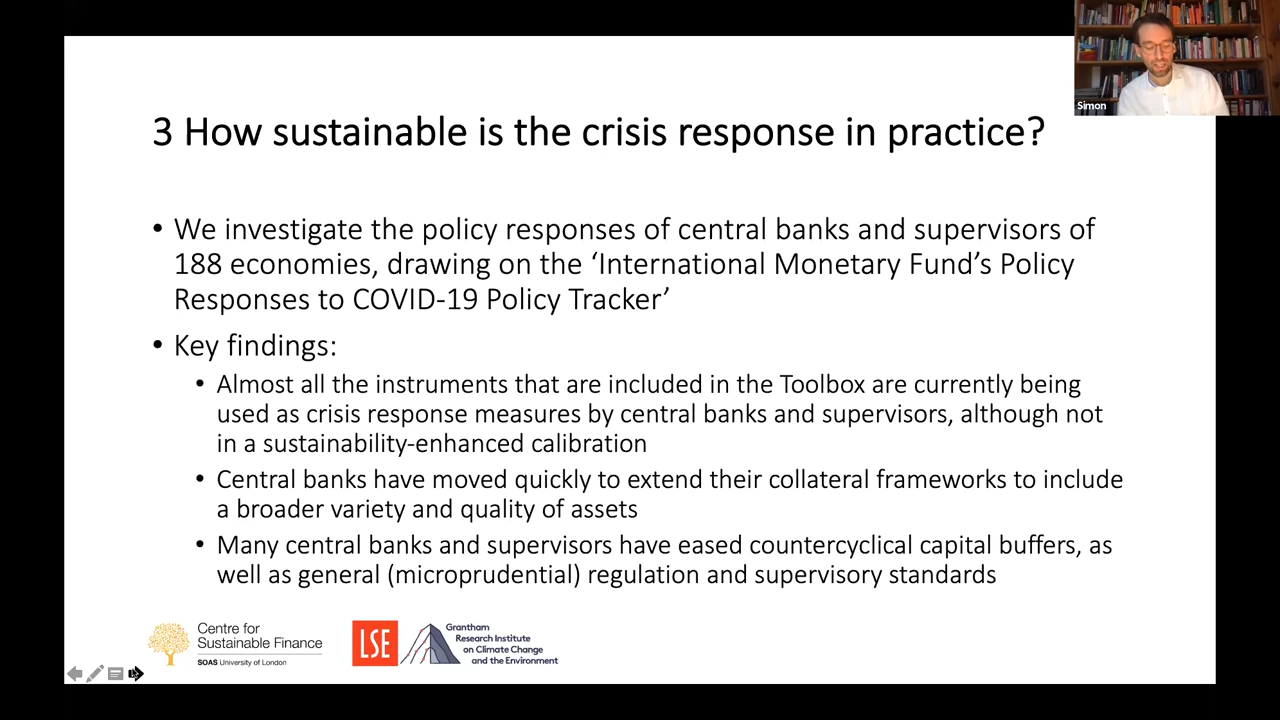 Simon
3 How sustainable is the crisis response in practice?
• We investigate the policy responses of central banks and supervisors of
188 economies, drawing on the ‘International Monetary Fund’s Policy
Responses to COVID-19 Policy Tracker’
• Key findings:
• Almost all the instruments that are included in the Toolbox are currently being
used as crisis response measures by central banks and supervisors, although not
in a sustainability-enhanced calibration
• Central banks have moved quickly to extend their collateral frameworks to include
a broader variety and quality of assets
• Many central banks and supervisors have eased countercyclical capital buffers, as
well as general (microprudential) regulation and supervisory standards
Centre for
Sustainable Finance
SOAS University of London
LSE
Grantham
Research Institute
on Climate Change
and the Environment